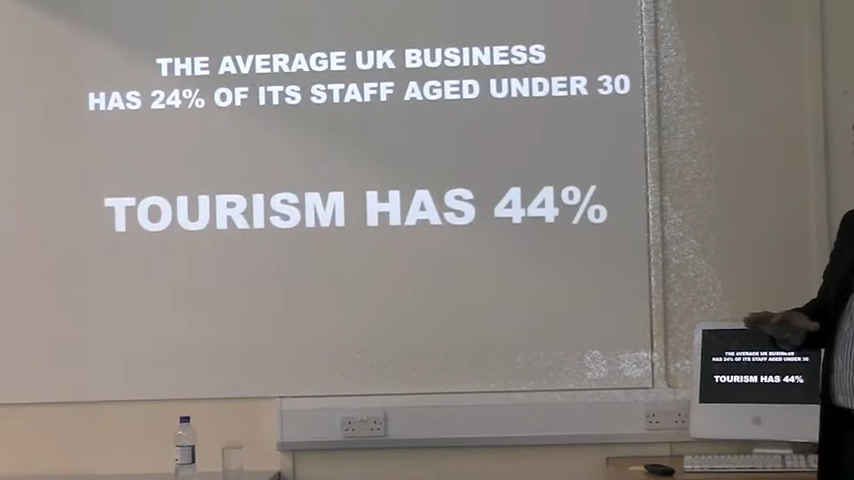 THE AVERAGE UK BUSINESS
HAS 24% OF ITS STAFF AGED UNDER 30
TOURISM HAS 44%
THE AVERAGE UK BUSINESS
HAS 24% OF ITS STAFF AGED UNDER 30
TOURISM HAS 44%